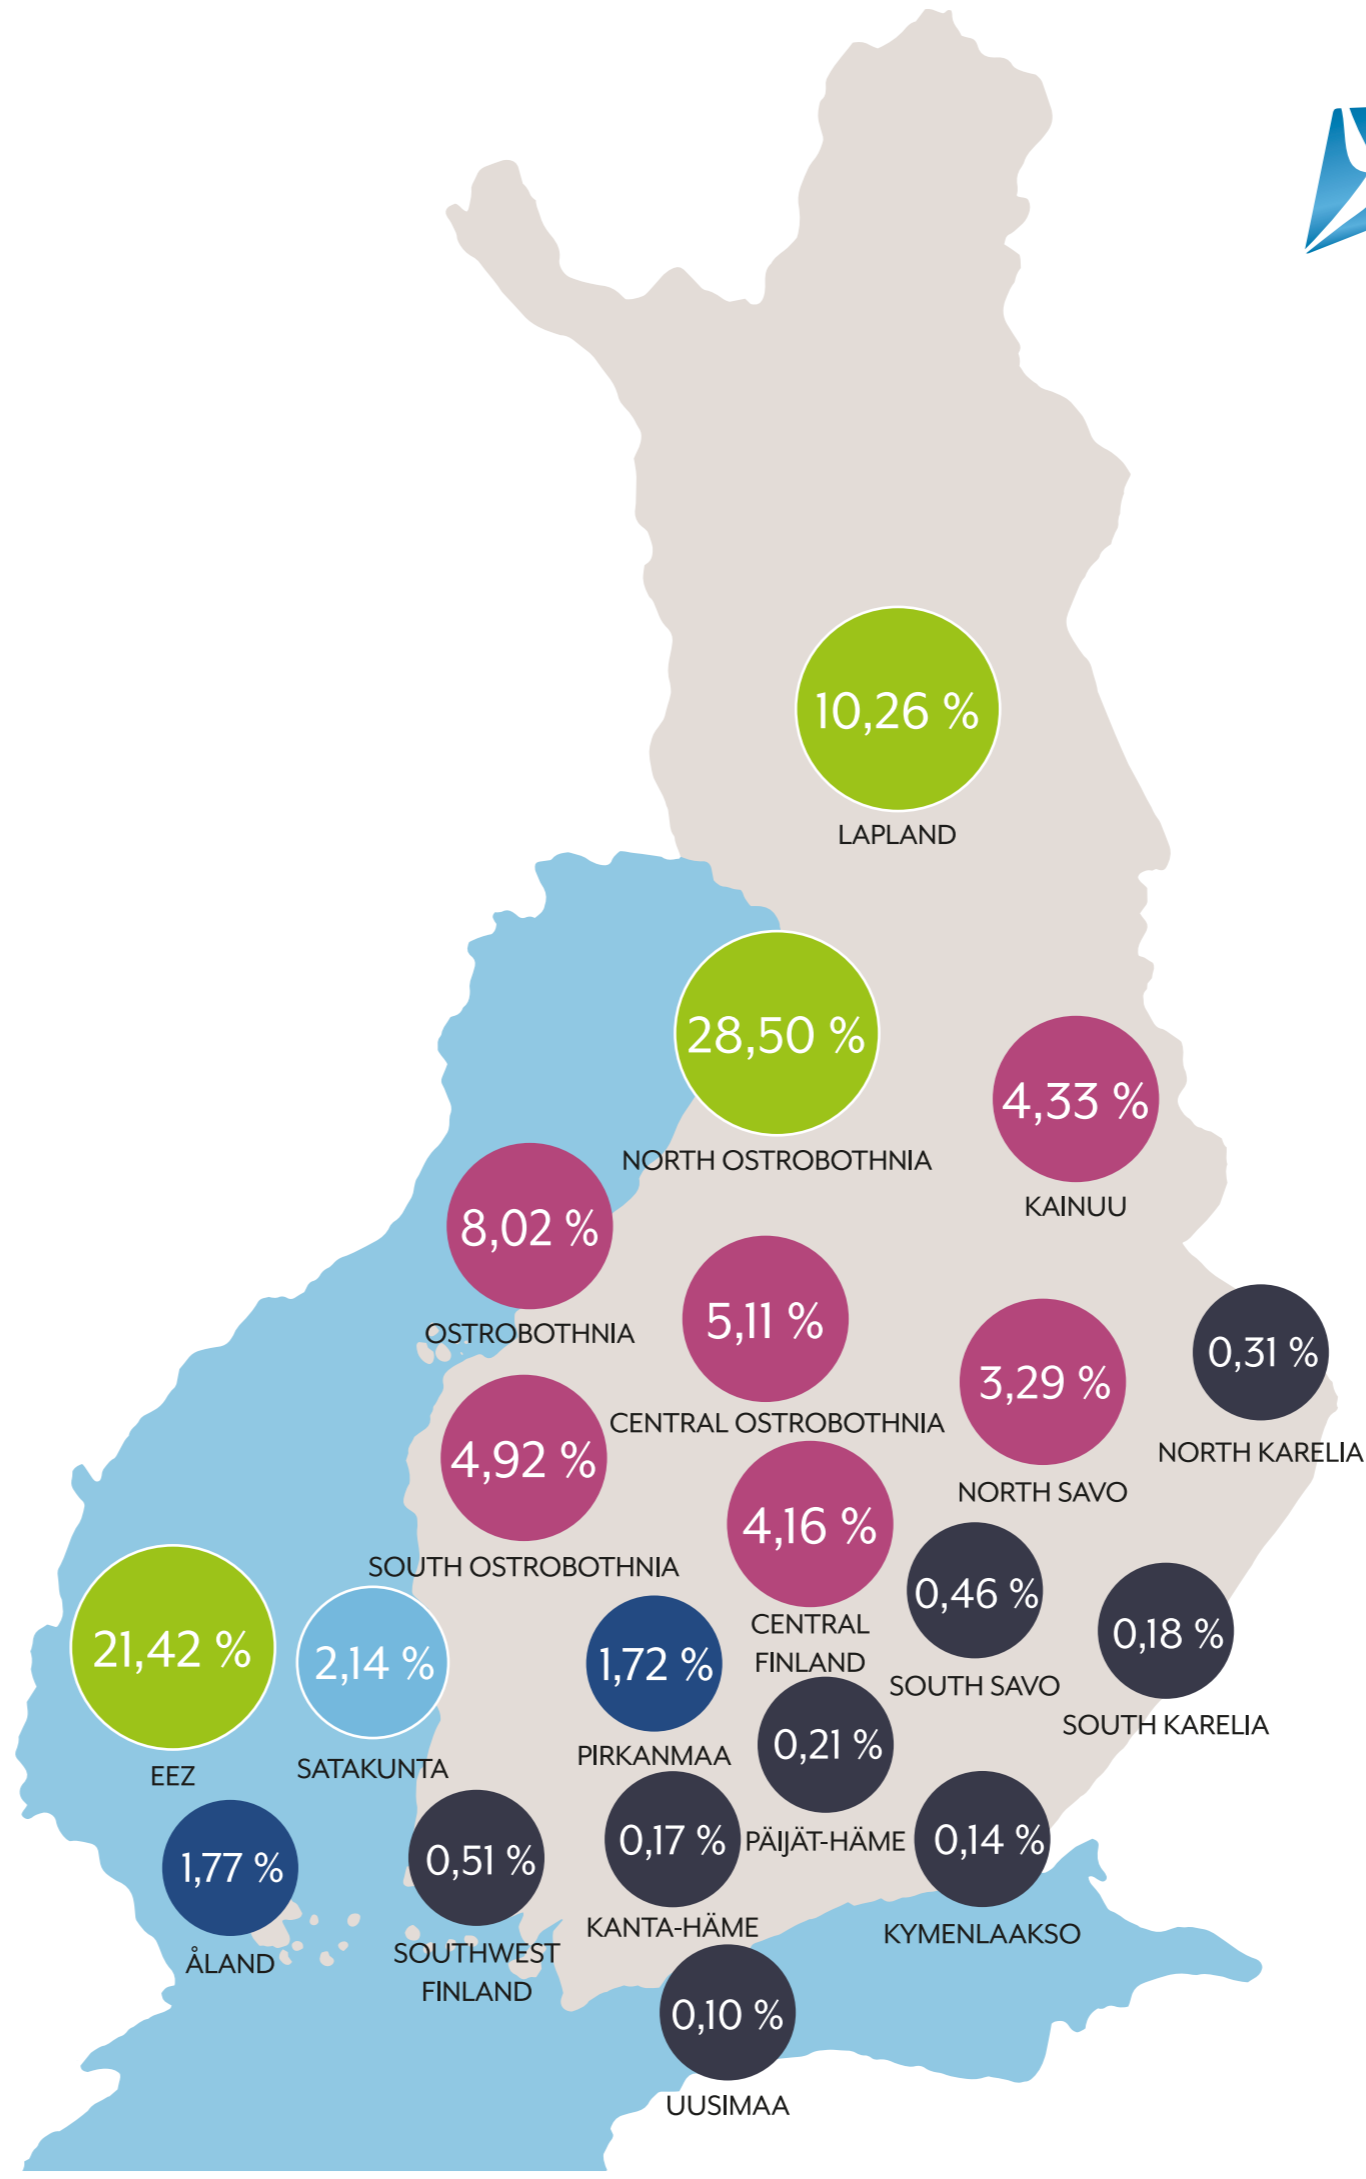 10,26 %
LAPLAND
28,50 %
NORTH OSTROBOTHNIA
4,33 %
KAINUU
8,02 %
OSTROBOTHNIA
5,11 %
CENTRAL OSTROBOTHNIA
3,29 %
NORTH SAVO
0,31 %
NORTH KARELIA
4,92 %
SOUTH OSTROBOTHNIA
4,16 %
CENTRAL
FINLAND
0,46 %
SOUTH SAVO
0,18 %
SOUTH KARELIA
21,42 %
EEZ
2,14 %
SATAKUNTA
1,72 %
PIRKANMAA
0,21 %
PÄIJÄT-HÄME
1,77 %
ÅLAND
0,51 %
SOUTHWEST
FINLAND
0,17 %
KANTA-HÄME
0,14 %
KYMENLAAKSO
0,10 %
UUSIMAA